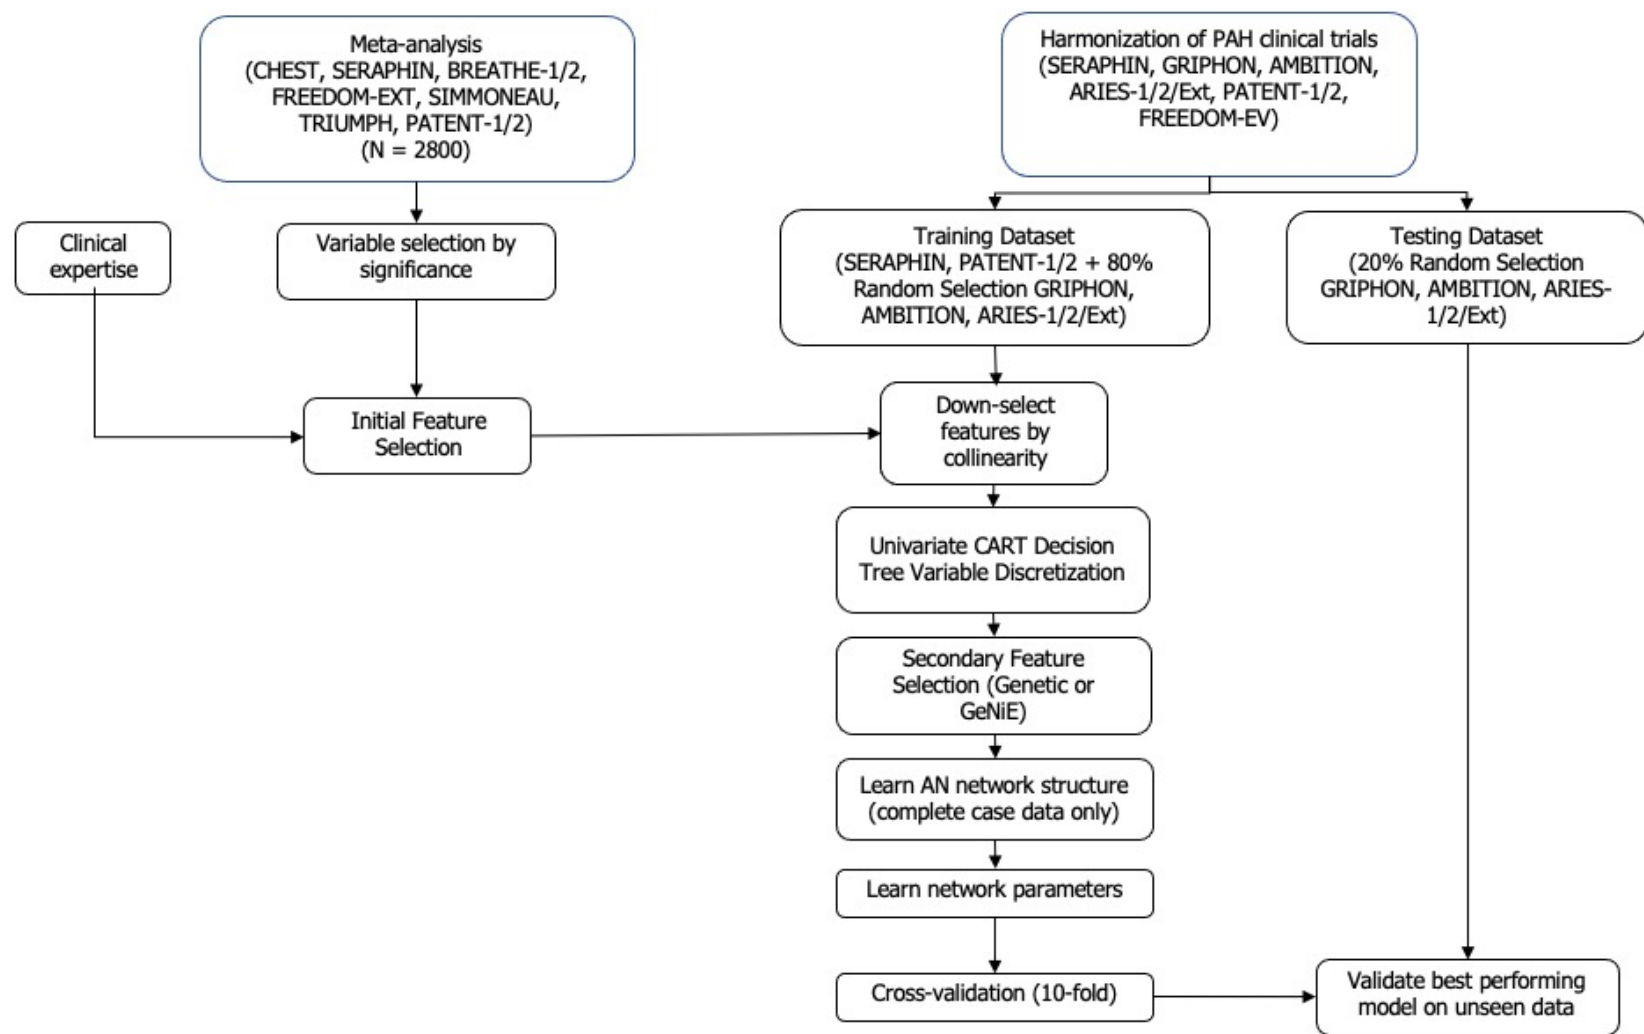 Meta-analysis
(CHEST, SERAPHIN, BREATHE-1/2,
FREEDOM-EXT, SIMMONEAU,
TRIUMPH, PATENT-1/2)
(N = 2800)
Harmonization of PAH clinical trials
(SERAPHIN, GRIPHON, AMBITION,
ARIES-1/2/Ext, PATENT-1/2,
FREEDOM-EV)
Clinical
expertise
Variable selection by
significance
Training Dataset
(SERAPHIN, PATENT-1/2 + 80%
Random Selection GRIPHON,
AMBITION, ARIES-1/2/Ext)
Testing Dataset
(20% Random Selection
GRIPHON, AMBITION, ARIES-
1/2/Ext)
Initial Feature
Selection
Down-select
features by
collinearity
Univariate CART Decision
Tree Variable Discretization
Secondary Feature
Selection (Genetic or
GeNiE)
Learn AN network structure
(complete case data only)
Learn network parameters
Cross-validation (10-fold)
Validate best performing
model on unseen data